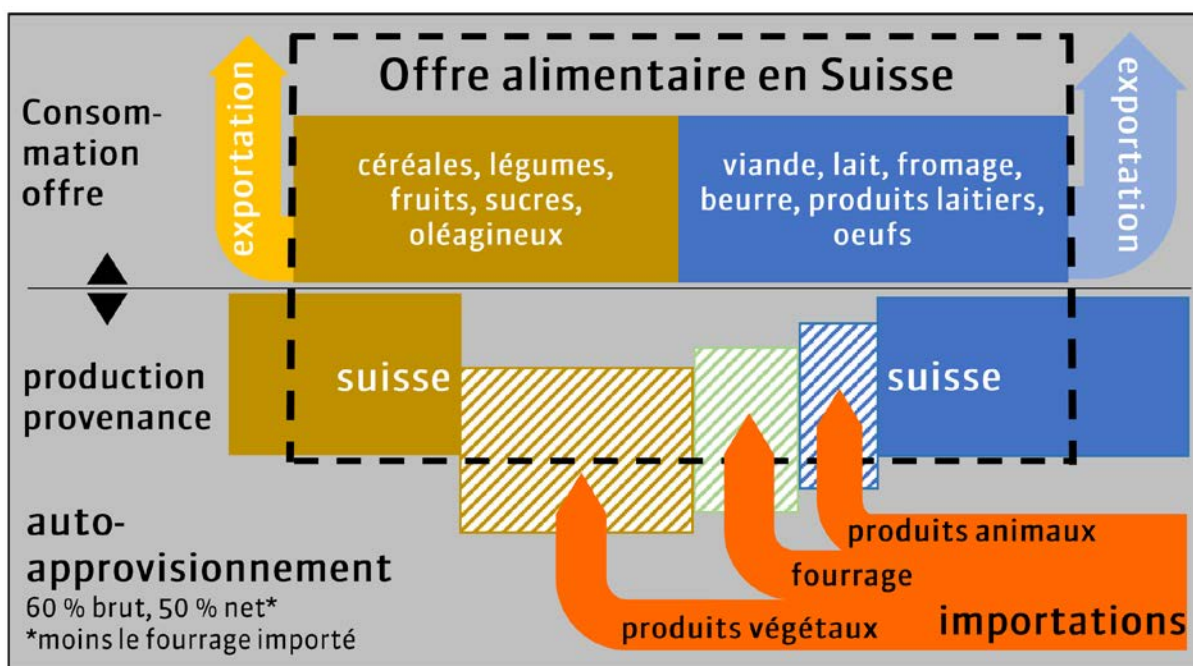 Offre alimentaire en Suisse
exportation
exportation
Consom-
mation
offre
céréales, légumes,
fruits, sucres,
oléagineux
viande, lait, fromage,
beurre, produits laitiers,
oeufs
production
provenance
suisse
suisse
auto-
approvisionnement
60 % brut, 50 % net*
*moins le fourrage importé
produits animaux
fourrage
produits végétaux
importations